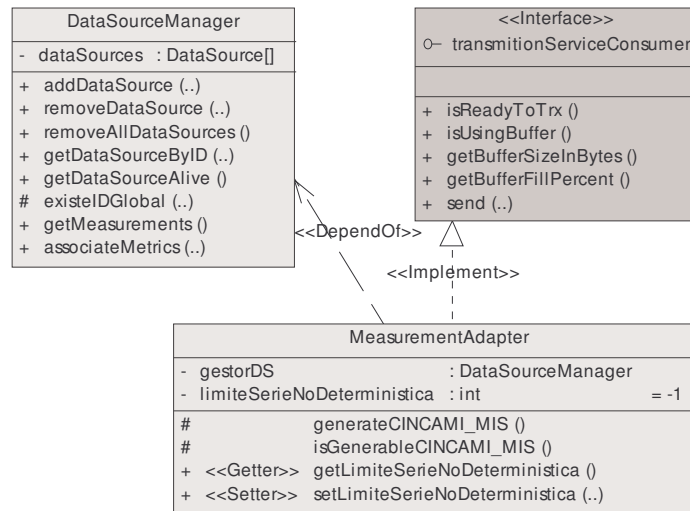 DataSourceManager
- dataSources : DataSource[]
+ addDataSource (..)
+ removeDataSource (..)
+ removeAllDataSources ()
+ getDataSourceByID (..)
+ getDataSourceAlive ()
# existeIDGlobal (..)
+ getMeasurements ()
+ associateMetrics (..)
<<Interface>>
transmitionServiceConsumer
+ isReadyToTrx ()
+ isUsingBuffer ()
+ getBufferSizeInBytes ()
+ getBufferFillPercent ()
+ send (..)
<<DependOf>>
<<Implement>>
MeasurementAdapter
- gestorDS : DataSourceManager
- limiteSerieNoDeterministica : int = -1
# generateCINCAMI_MIS ()
# isGenerableCINCAMI_MIS ()
+ <<Getter>> getLimiteSerieNoDeterministica ()
+ <<Setter>> setLimiteSerieNoDeterministica (..)